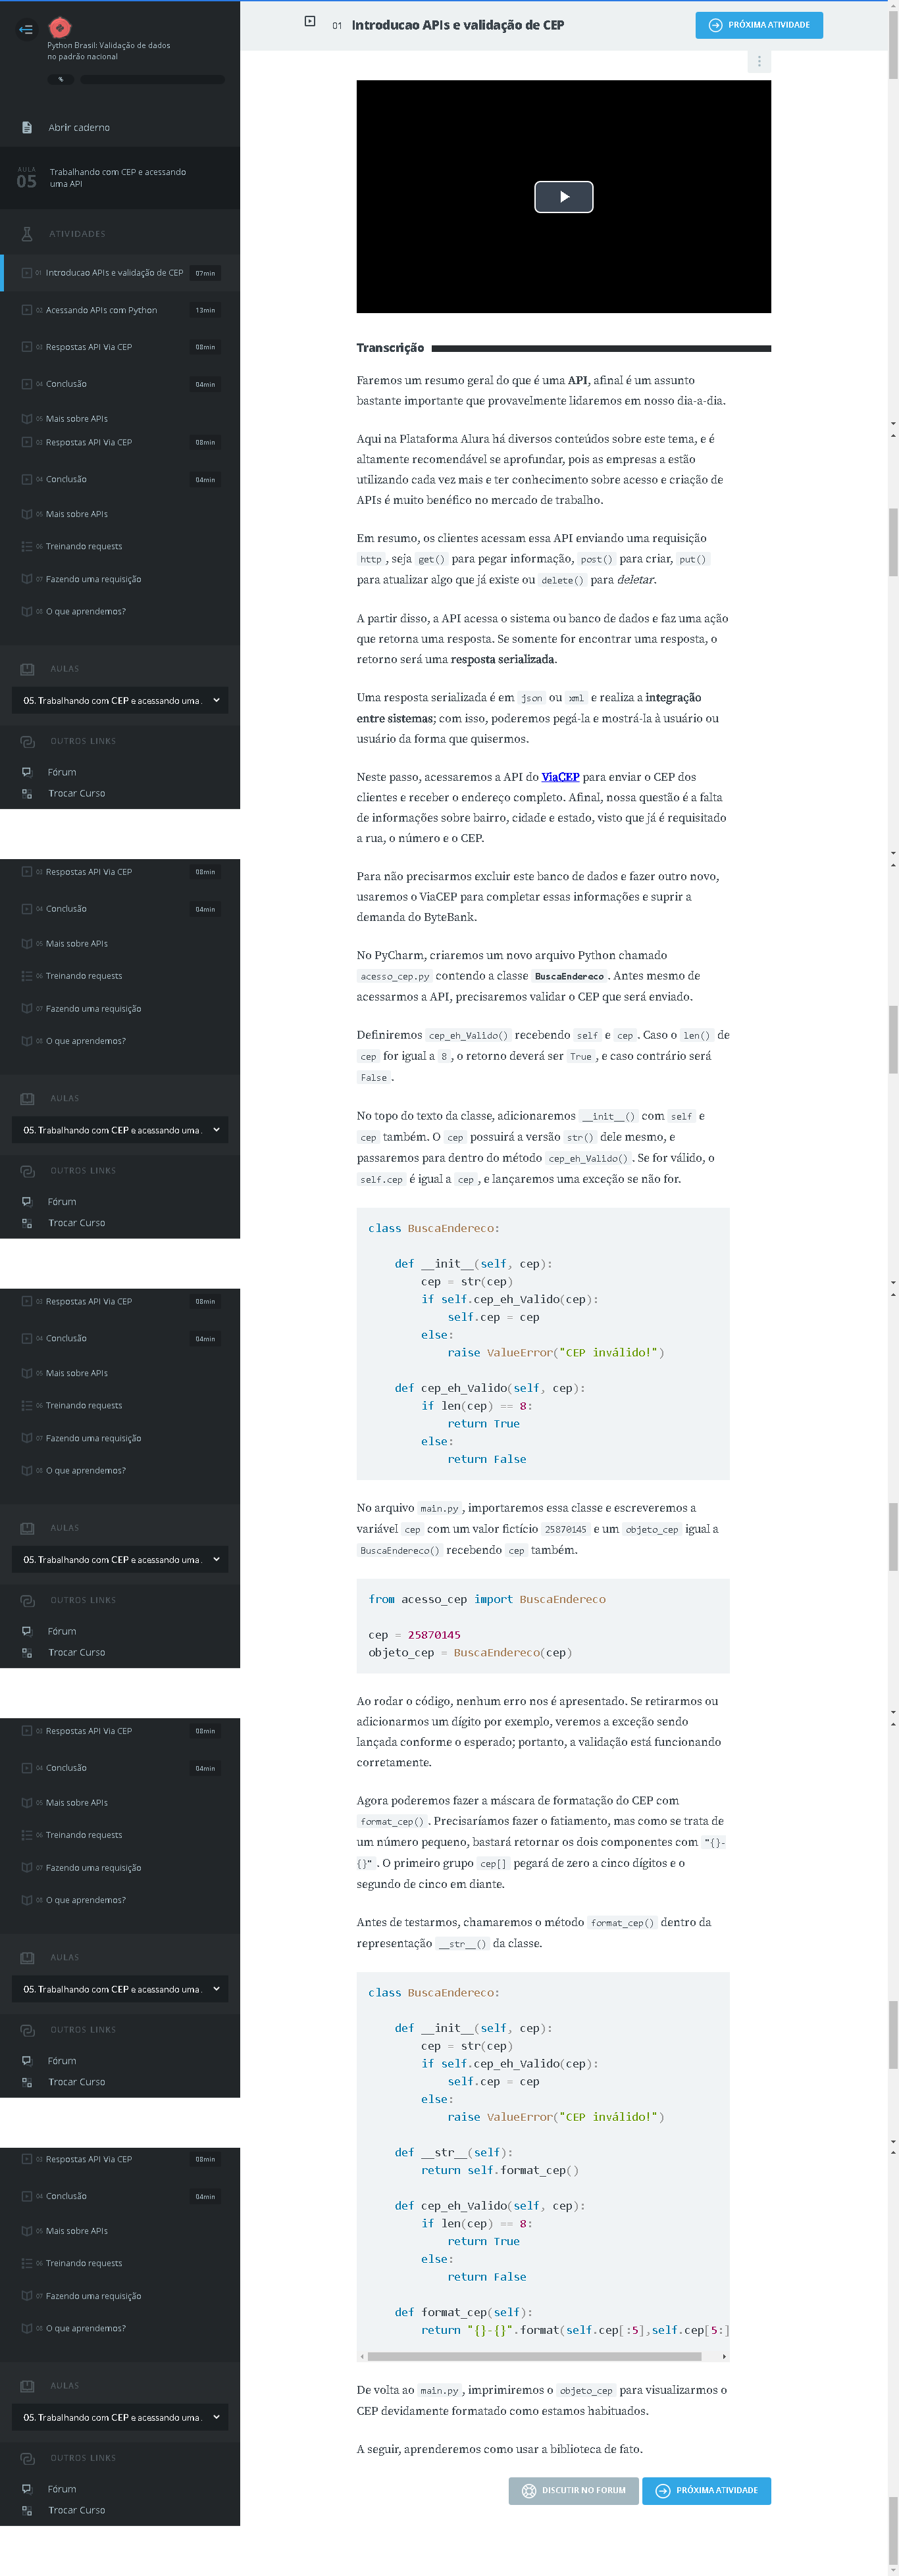 Python Brasil: Validação de dados
no padrão nacional
%
Abrir caderno
AULA
05
Trabalhando com CEP e acessando
uma API
ATIVIDADES
01 Introducao APIs e validação de CEP 07min
02 Acessando APIs com Python 13min
03 Respostas API Via CEP 08min
04 Conclusão 04min
05 Mais sobre APIs
03 Respostas API Via CEP 08min
04 Conclusão 04min
05 Mais sobre APIs
06 Treinando requests
07 Fazendo uma requisição
08 O que aprendemos?
AULAS
05. Trabalhando com CEP e acessando uma .
OUTROS LINKS
Fórum
Trocar Curso
03 Respostas API Via CEP 08min
04 Conclusão 04min
05 Mais sobre APIs
06 Treinando requests
07 Fazendo uma requisição
08 O que aprendemos?
AULAS
05. Trabalhando com CEP e acessando uma .
OUTROS LINKS
Fórum
Trocar Curso
03 Respostas API Via CEP 08min
04 Conclusão 04min
05 Mais sobre APIs
06 Treinando requests
07 Fazendo uma requisição
08 O que aprendemos?
AULAS
05. Trabalhando com CEP e acessando uma .
OUTROS LINKS
Fórum
Trocar Curso
03 Respostas API Via CEP 08min
04 Conclusão 04min
05 Mais sobre APIs
06 Treinando requests
07 Fazendo uma requisição
08 O que aprendemos?
AULAS
05. Trabalhando com CEP e acessando uma .
OUTROS LINKS
Fórum
Trocar Curso
03 Respostas API Via CEP 08min
04 Conclusão 04min
05 Mais sobre APIs
06 Treinando requests
07 Fazendo uma requisição
08 O que aprendemos?
AULAS
05. Trabalhando com CEP e acessando uma .
OUTROS LINKS
Fórum
Trocar Curso
01 Introducao APIs e validação de CEP
PRÓXIMA ATIVIDADE
Transcrição
Faremos um resumo geral do que é uma API, afinal é um assunto
bastante importante que provavelmente lidaremos em nosso dia-a-dia.
Aqui na Plataforma Alura há diversos conteúdos sobre este tema, e é
altamente recomendável se aprofundar, pois as empresas a estão
utilizando cada vez mais e ter conhecimento sobre acesso e criação de
APIs é muito benéfico no mercado de trabalho.
Em resumo, os clientes acessam essa API enviando uma requisição
http , seja get() para pegar informação, post() para criar, put()
para atualizar algo que já existe ou delete() para deletar.
A partir disso, a API acessa o sistema ou banco de dados e faz uma ação
que retorna uma resposta. Se somente for encontrar uma resposta, o
retorno será uma resposta serializada.
Uma resposta serializada é em json ou xml e realiza a integração
entre sistemas; com isso, poderemos pegá-la e mostrá-la à usuário ou
usuário da forma que quisermos.
Neste passo, acessaremos a API do ViaCEP para enviar o CEP dos
clientes e receber o endereço completo. Afinal, nossa questão é a falta
de informações sobre bairro, cidade e estado, visto que já é requisitado
a rua, o número e o CEP.
Para não precisarmos excluir este banco de dados e fazer outro novo,
usaremos o ViaCEP para completar essas informações e suprir a
demanda do ByteBank.
No PyCharm, criaremos um novo arquivo Python chamado
acesso_cep.py contendo a classe BuscaEndereco . Antes mesmo de
acessarmos a API, precisaremos validar o CEP que será enviado.
Definiremos cep_eh_Valido() recebendo self e cep . Caso o len() de
cep for igual a 8 , o retorno deverá ser True , e caso contrário será
False .
No topo do texto da classe, adicionaremos __init__() com self e
cep também. O cep possuirá a versão str() dele mesmo, e
passaremos para dentro do método cep_eh_Valido() . Se for válido, o
self.cep é igual a cep , e lançaremos uma exceção se não for.
class BuscaEndereco:
def __init__(self, cep):
cep = str(cep)
if self.cep_eh_Valido(cep):
self.cep = cep
else:
raise ValueError("CEP inválido!")
def cep_eh_Valido(self, cep):
if len(cep) == 8:
return True
else:
return False
No arquivo main.py , importaremos essa classe e escreveremos a
variável cep com um valor fictício 25870145 e um objeto_cep igual a
BuscaEndereco() recebendo cep também.
from acesso_cep import BuscaEndereco
cep = 25870145
objeto_cep = BuscaEndereco(cep)
Ao rodar o código, nenhum erro nos é apresentado. Se retirarmos ou
adicionarmos um dígito por exemplo, veremos a exceção sendo
lançada conforme o esperado; portanto, a validação está funcionando
corretamente.
Agora poderemos fazer a máscara de formatação do CEP com
format_cep() . Precisaríamos fazer o fatiamento, mas como se trata de
um número pequeno, bastará retornar os dois componentes com "{}-
{}" . O primeiro grupo cep[] pegará de zero a cinco dígitos e o
segundo de cinco em diante.
Antes de testarmos, chamaremos o método format_cep() dentro da
representação __str__() da classe.
class BuscaEndereco:
def __init__(self, cep):
cep = str(cep)
if self.cep_eh_Valido(cep):
self.cep = cep
else:
raise ValueError("CEP inválido!")
def __str__(self):
return self.format_cep()
def cep_eh_Valido(self, cep):
if len(cep) == 8:
return True
else:
return False
def format_cep(self):
return "{}-{}".format(self.cep[:5],self.cep[5:]
De volta ao main.py , imprimiremos o objeto_cep para visualizarmos o
CEP devidamente formatado como estamos habituados.
A seguir, aprenderemos como usar a biblioteca de fato.
DISCUTIR NO FORUM
PRÓXIMA ATIVIDADE